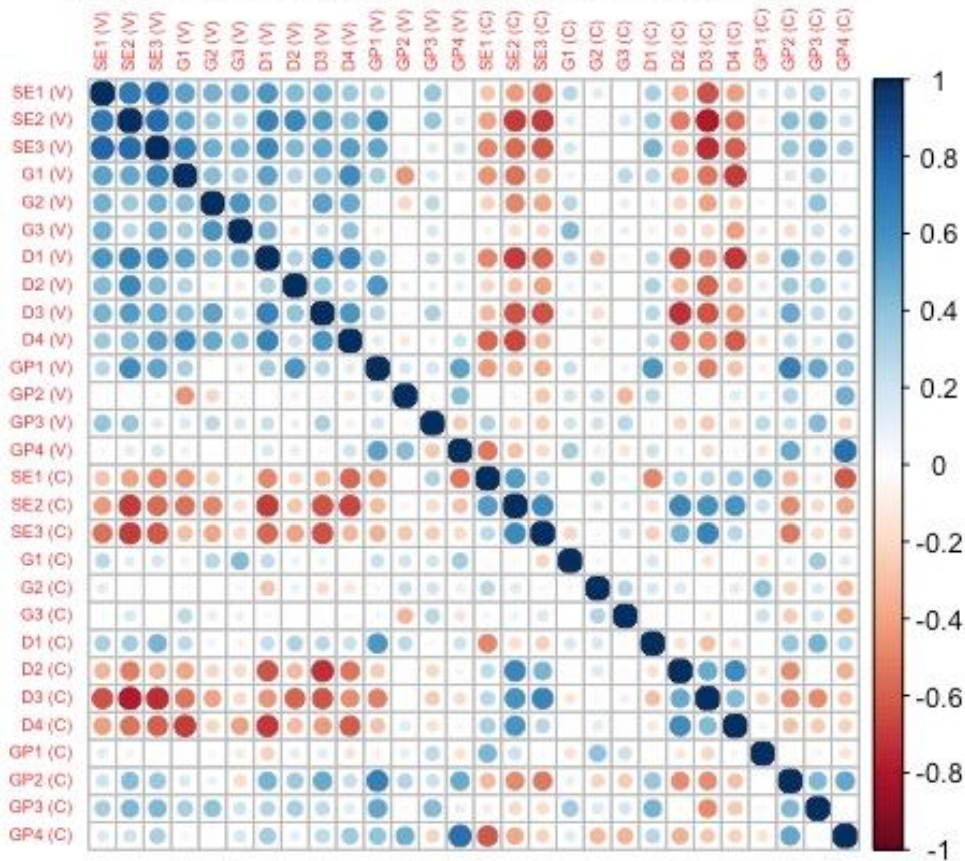 SE1 (V) SE2 (V) SE3 (V) G1 (V) G2 (V) G3 (V) D1 (V) D2 (V) D3 (V) D4 (V) GP1 (V) GP2 (V) GP3 (V) GP4 (V) SE1 (C) SE2 (C) SE3 (C) G1 (C) G2 (C) G3 (C) D1 (C) D2 (C) D3 (C) D4 (C) GP1 (C) GP2 (C) GP3 (C) GP4 (C)
SE1 (V)
SE2 (V)
SE3 (V)
G1 (V)
G2 (V)
G3 (V)
D1 (V)
D2 (V)
D3 (V)
D4 (V)
GP1 (V)
GP2 (V)
GP3 (V)
GP4 (V)
SE1 (C)
SE2 (C)
SE3 (C)
G1 (C)
G2 (C)
G3 (C)
D1 (C)
D2 (C)
D3 (C)
D4 (C)
GP1 (C)
GP2 (C)
GP3 (C)
GP4 (C)
1
0.8
0.6
0.4
0.2
0
-0.2
-0.4
-0.6
-0.8
-1